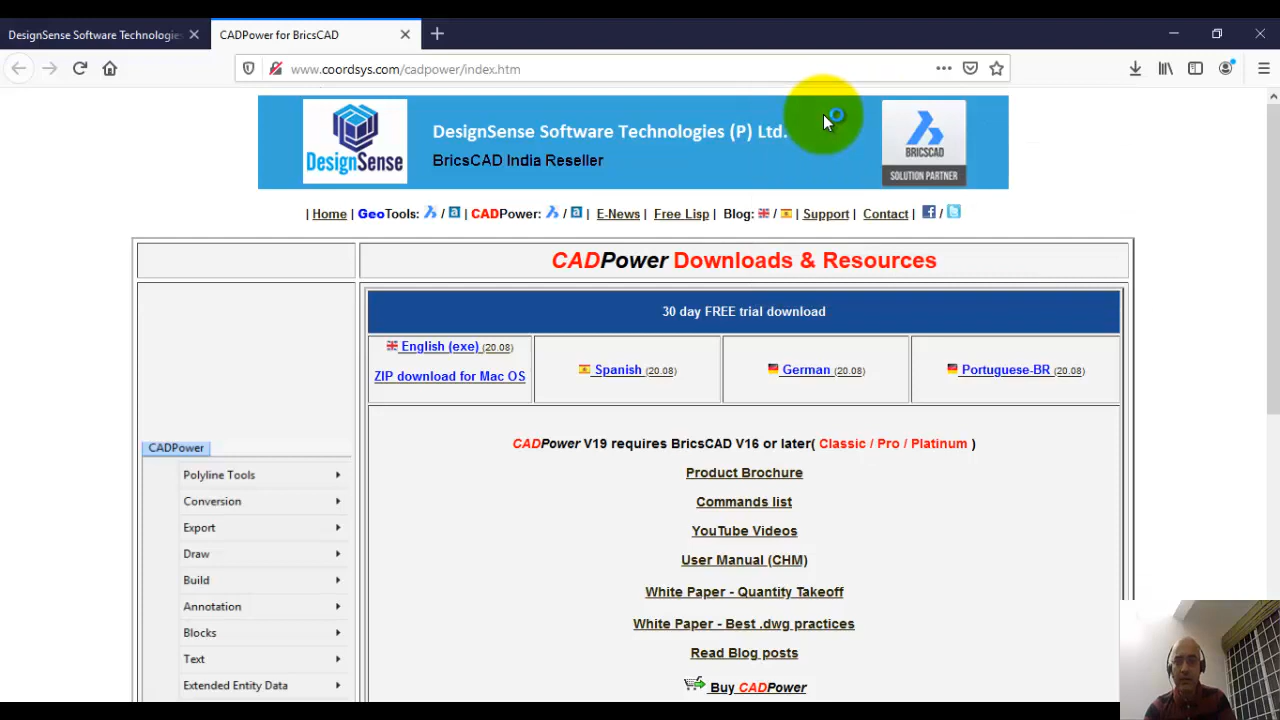 DesignSense Software Technologies
CADPower for BricsCAD
www.coordsys.com/cadpower/index.htm
DesignSense
DesignSense Software Technologies (P) Ltd.
BricsCAD India Reseller
BRICSCAD
SOLUTION PARTNER
| Home | GeoTools: / a | CADPower: / a | E-News | Free Lisp | Blog: / | Support | Contact | f /
CADPower Downloads & Resources
30 day FREE trial download
English (exe) (20.08)
ZIP download for Mac OS
Spanish (20.08)
German (20.08)
Portuguese-BR (20.08)
CADPower V19 requires BricsCAD V16 or later( Classic / Pro / Platinum )
Product Brochure
Commands list
YouTube Videos
User Manual (CHM)
White Paper - Quantity Takeoff
White Paper - Best .dwg practices
Read Blog posts
Buy CADPower
CADPower
Polyline Tools
Conversion
Export
Draw
Build
Annotation
Blocks
Text
Extended Entity Data